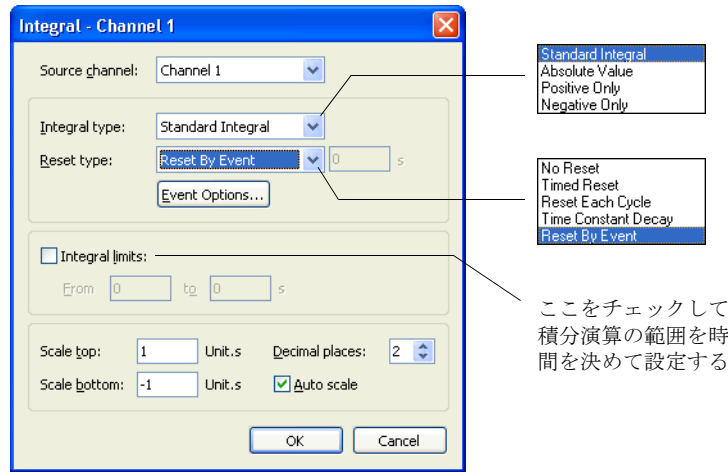 Integral - Channel 1
Source channel: Channel 1
Integral type: Standard Integral
Reset type: Reset By Event 0 s
Event Options...
Integral limits:
From 0 to 0 s
Scale top: 1 Unit.s Decimal places: 2
Scale bottom: -1 Unit.s Auto scale
OK Cancel
Standard Integral
Absolute Value
Positive Only
Negative Only
No Reset
Timed Reset
Reset Each Cycle
Time Constant Decay
Reset By Event
ここをチェックして
積分演算の範囲を時
間を決めて設定する